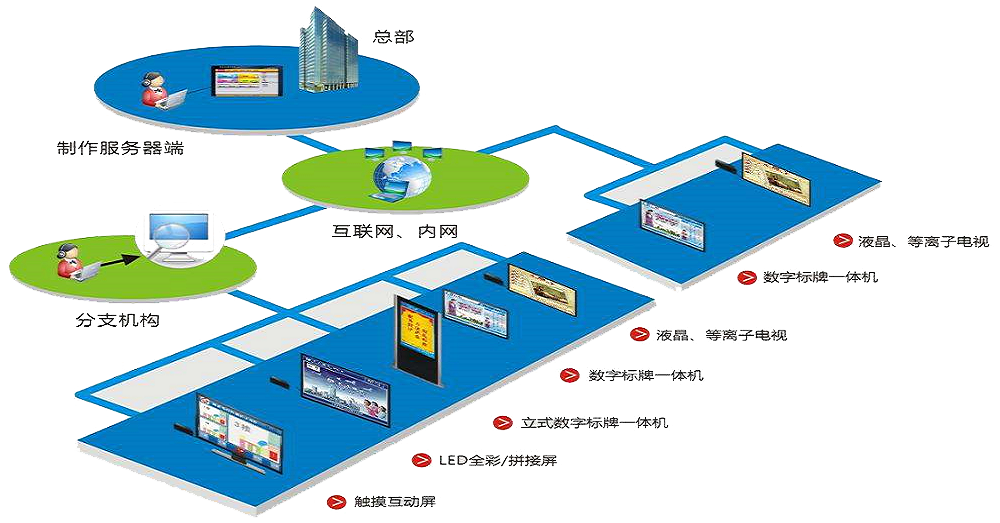 总部
制作服务器端
互联网、内网
分支机构
液晶、等离子电视
数字标牌一体机
液晶、等离子电视
数字标牌一体机
立式数字标牌一体机
LED全彩/拼接屏
触摸互动屏
3楼